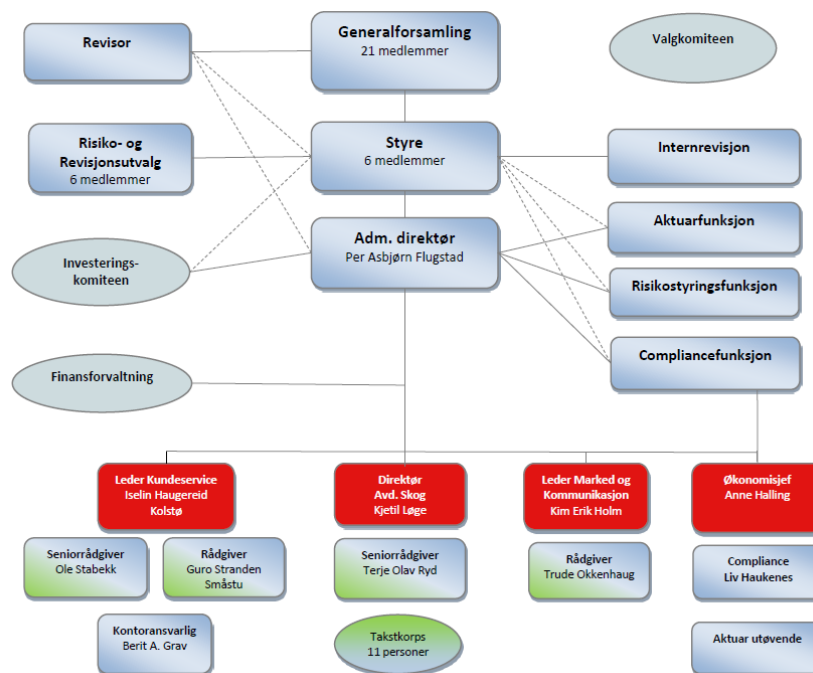 Revisor
Generalforsamling
21 medlemmer
Valgkomiteen
Risiko- og
Revisjonsutvalg
6 medlemmer
Styre
6 medlemmer
Internrevisjon
Aktuarfunksjon
Investerings-
komiteen
Adm. direktør
Per Asbjørn Flugstad
Risikostyringsfunksjon
Compliancefunksjon
Finansforvaltning
Leder Kundeservice
Iselin Haugereid
Kolstø
Direktør
Avd. Skog
Kjetil Løge
Leder Marked og
Kommunikasjon
Kim Erik Holm
Økonomisjef
Anne Halling
Seniorrådgiver
Ole Stabekk
Rådgiver
Guro Stranden
Småstu
Seniorrådgiver
Terje Olav Ryd
Rådgiver
Trude Okkenhaug
Compliance
Liv Haukenes
Kontoransvarlig
Berit A. Grav
Takstkorps
11 personer
Aktuar utøvende